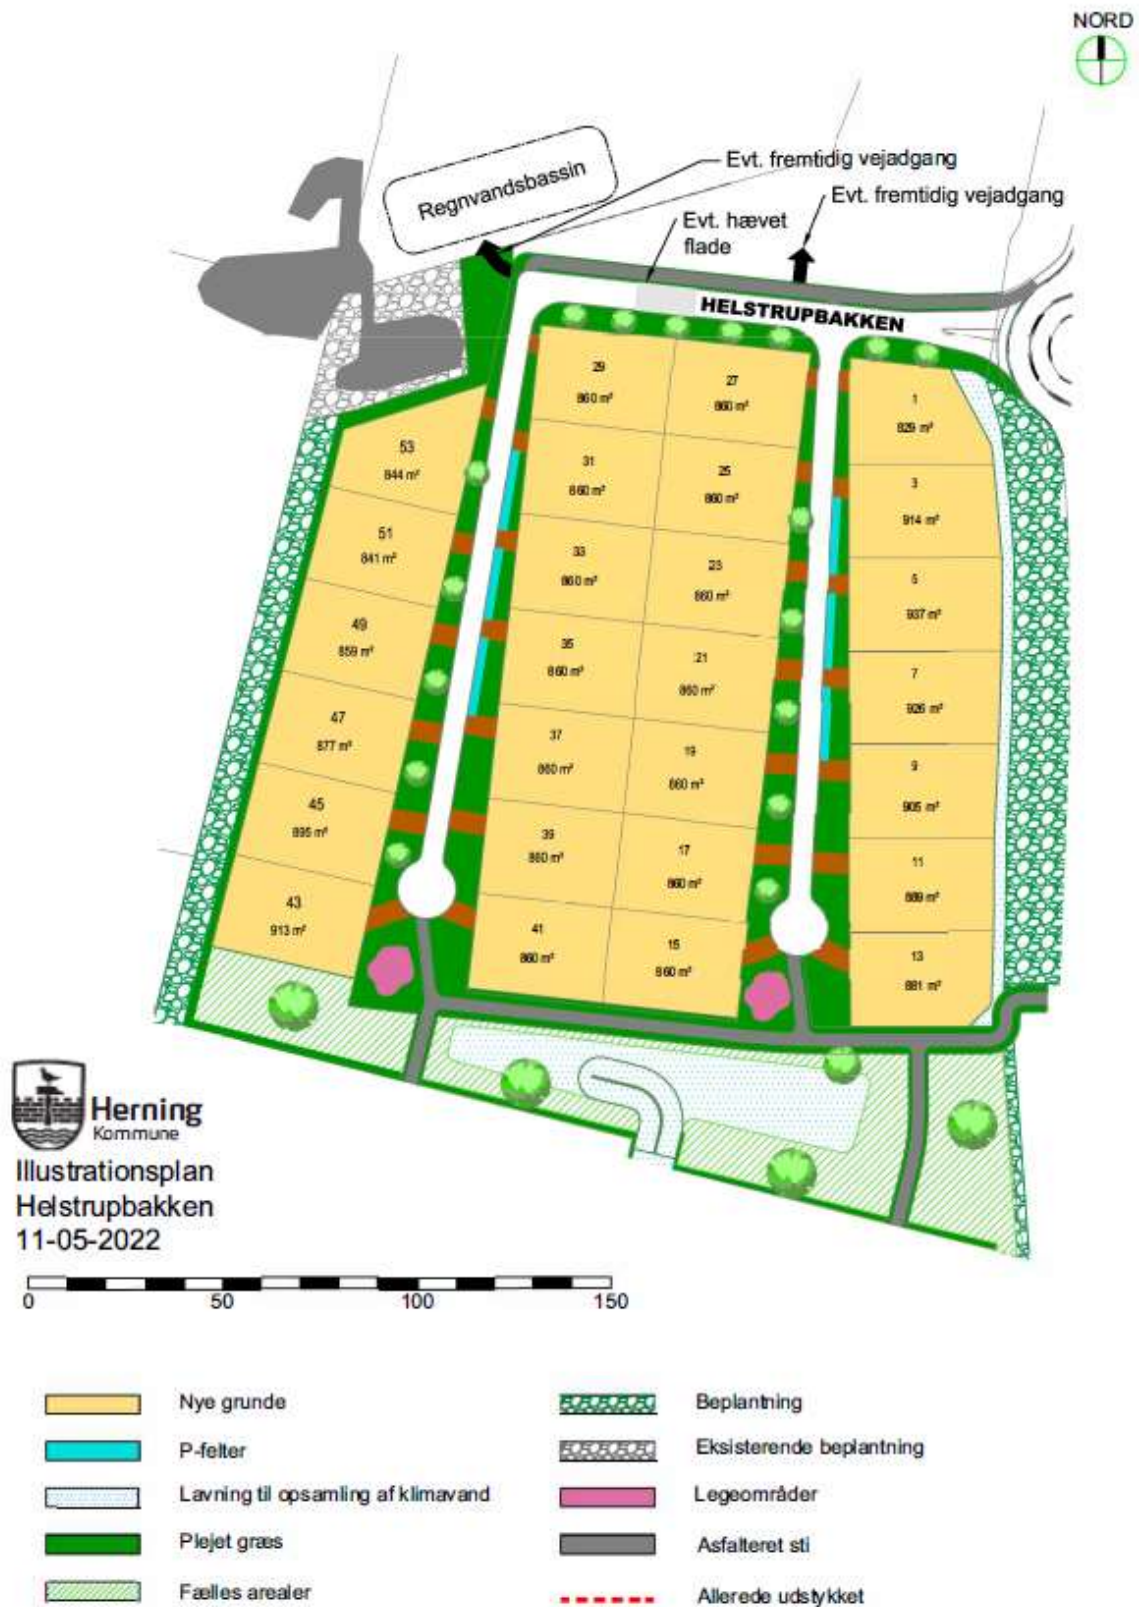 NORD
Evt. fremtidig vejadgang
Regnvandsbassin
Evt. fremtidig vejadgang
Evt. hævet
flade
HELSTRUPBAKKEN
29
860 m²
27
860 m²
1
829 m²
53
844 m²
31
860 m²
25
860 m²
3
914 m²
51
841 m²
33
860 m²
23
860 m²
5
937 m²
49
859 m²
35
860 m²
21
860 m²
7
926 m²
47
877 m²
37
860 m²
19
860 m²
9
905 m²
45
895 m²
39
860 m²
17
860 m²
11
889 m²
43
913 m²
41
860 m²
15
860 m²
13
881 m²
Herning
Kommune
Illustrationsplan
Helstrupbakken
11-05-2022
0 50 100 150
Nye grunde
P-felter
Lavning til opsamling af klimavand
Plejet græs
Fælles arealer
Beplantning
Eksisterende beplantning
Legeområder
Asfalteret sti
Allerede udstykket